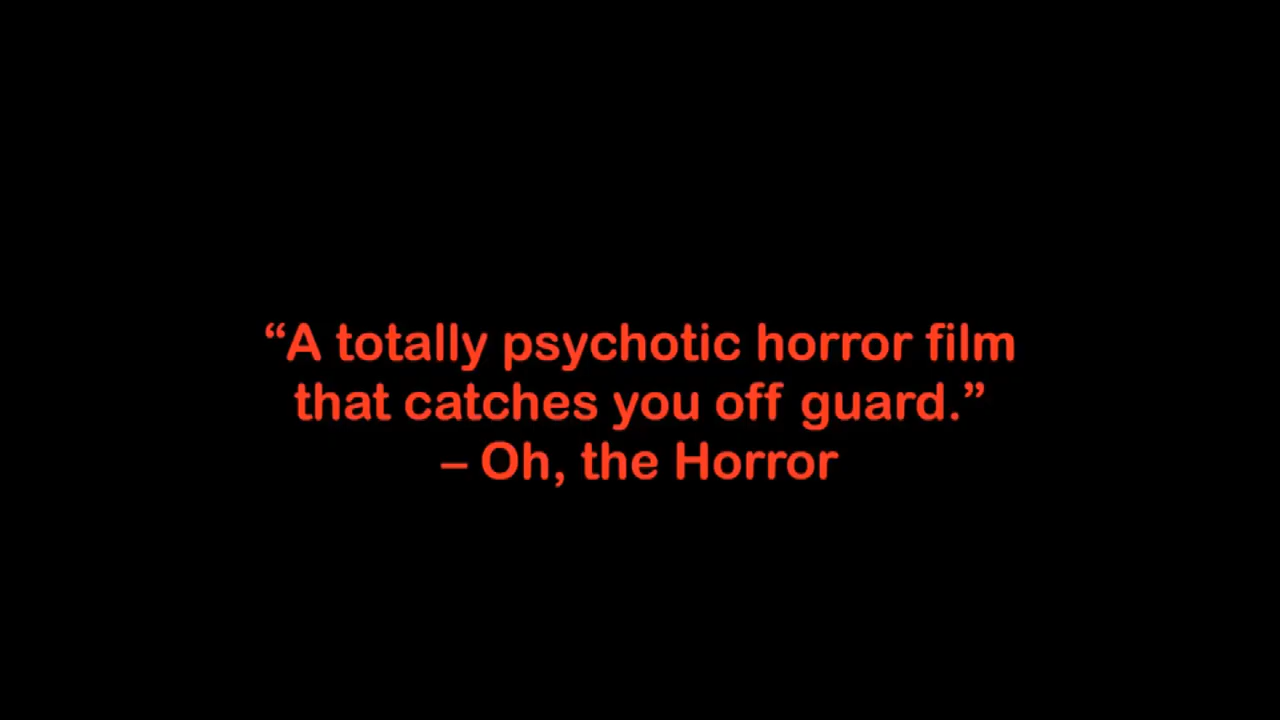 “A totally psychotic horror film
that catches you off guard.”
– Oh, the Horror